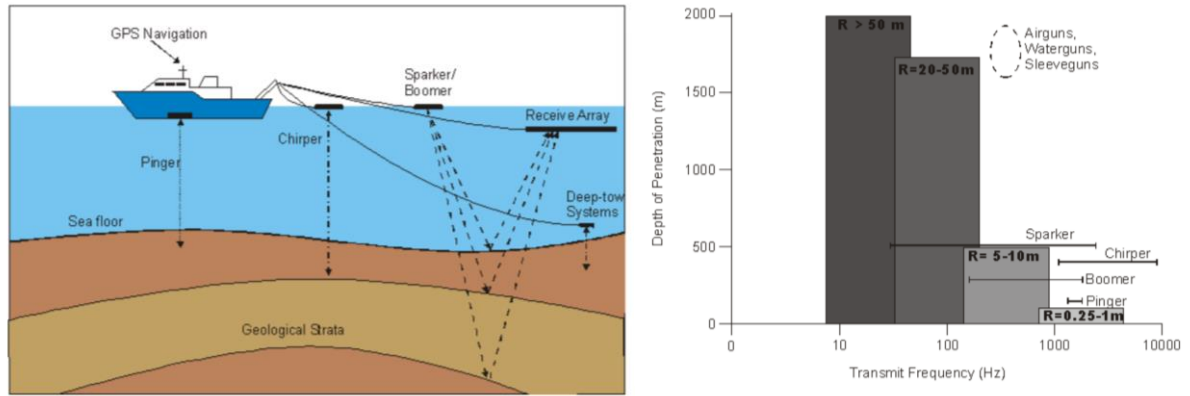 GPS Navigation
Sparker/
Boomer
Receive Array
Chirper
Pinger
Deep-tow
Systems
Sea floor
Geological Strata
2000
1500
1000
500
0
Depth of Penetration (m)
R > 50 m
R=20-50m
R= 5-10m
R=0.25-1m
Airguns,
Waterguns,
Sleeveguns
Sparker
Chirper
Boomer
Pinger
0
10
100
1000
10000
Transmit Frequency (Hz)